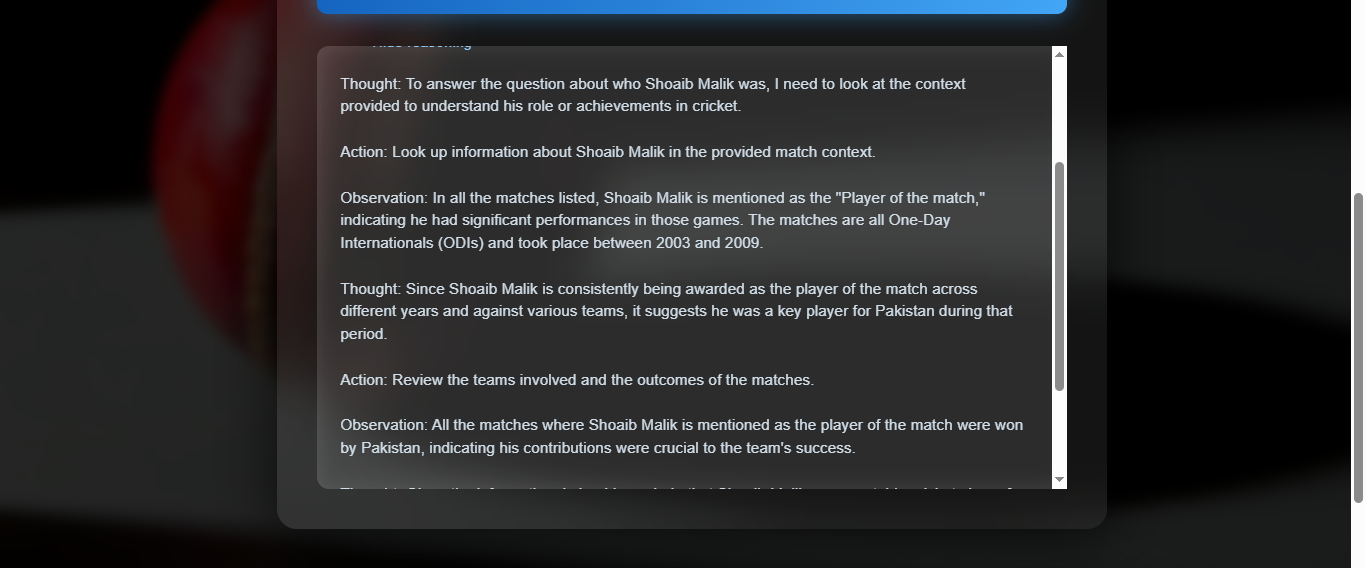 Hide reasoning
Thought: To answer the question about who Shoaib Malik was, I need to look at the context
provided to understand his role or achievements in cricket.
Action: Look up information about Shoaib Malik in the provided match context.
Observation: In all the matches listed, Shoaib Malik is mentioned as the "Player of the match,"
indicating he had significant performances in those games. The matches are all One-Day
Internationals (ODIs) and took place between 2003 and 2009.
Thought: Since Shoaib Malik is consistently being awarded as the player of the match across
different years and against various teams, it suggests he was a key player for Pakistan during that
period.
Action: Review the teams involved and the outcomes of the matches.
Observation: All the matches where Shoaib Malik is mentioned as the player of the match were won
by Pakistan, indicating his contributions were crucial to the team's success.